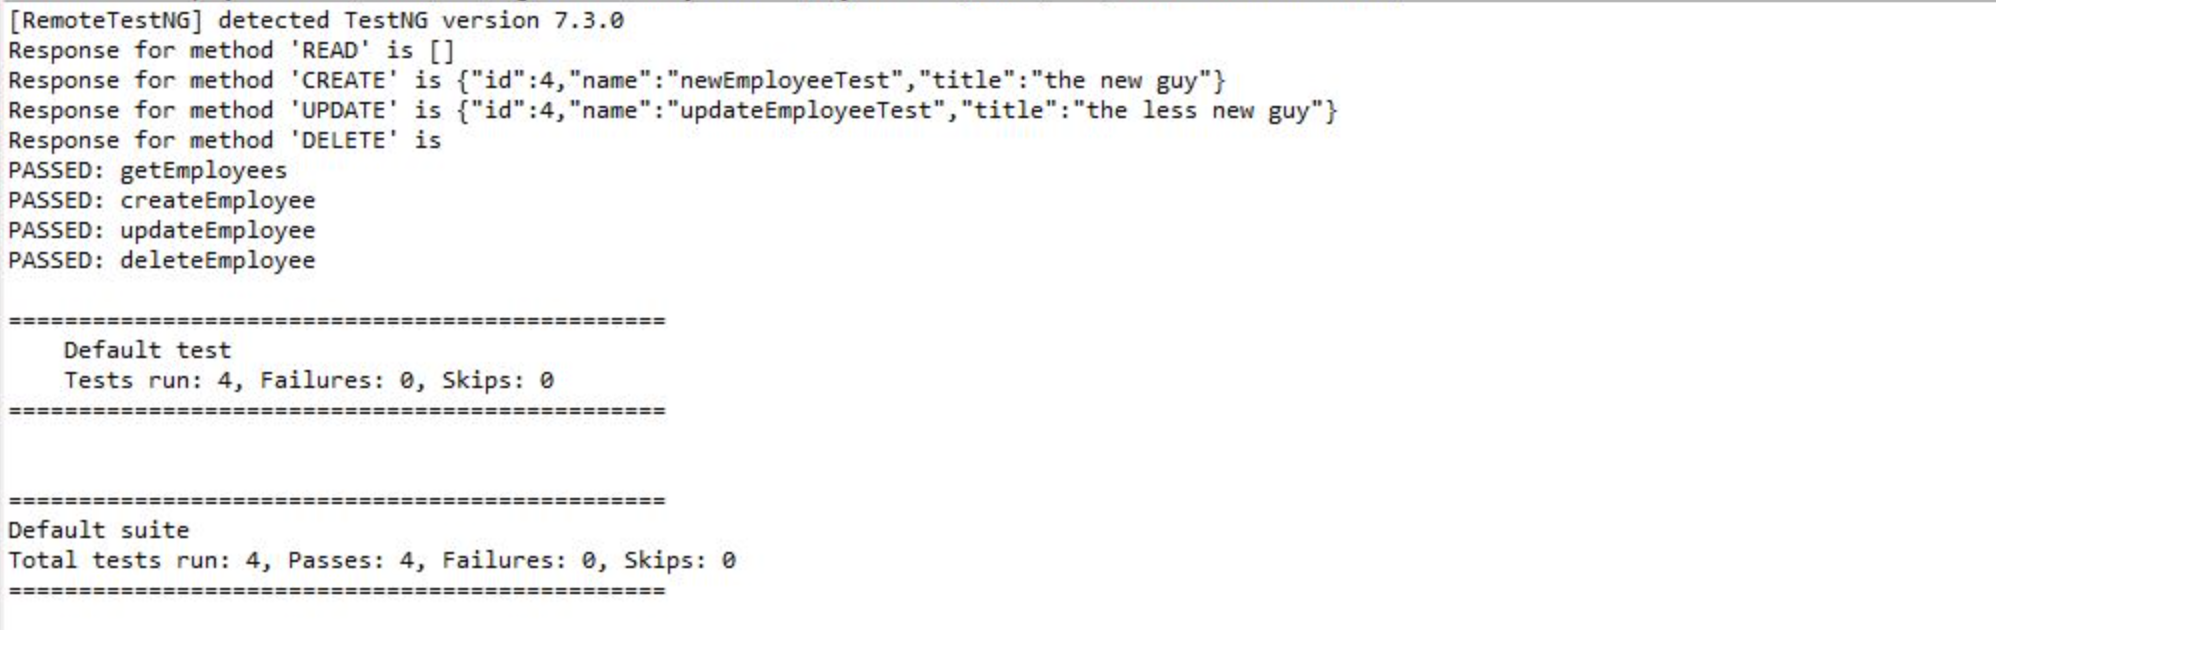 [RemoteTestNG] detected TestNG version 7.3.0
Response for method 'READ' is []
Response for method 'CREATE' is {"id":4,"name":"newEmployeeTest","title":"the new guy"}
Response for method 'UPDATE' is {"id":4,"name":"updateEmployeeTest","title":"the less new guy"}
Response for method 'DELETE' is
PASSED: getEmployees
PASSED: createEmployee
PASSED: updateEmployee
PASSED: deleteEmployee
===============================================
Default test
Tests run: 4, Failures: 0, Skips: 0
===============================================
===============================================
Default suite
Total tests run: 4, Passes: 4, Failures: 0, Skips: 0
===============================================